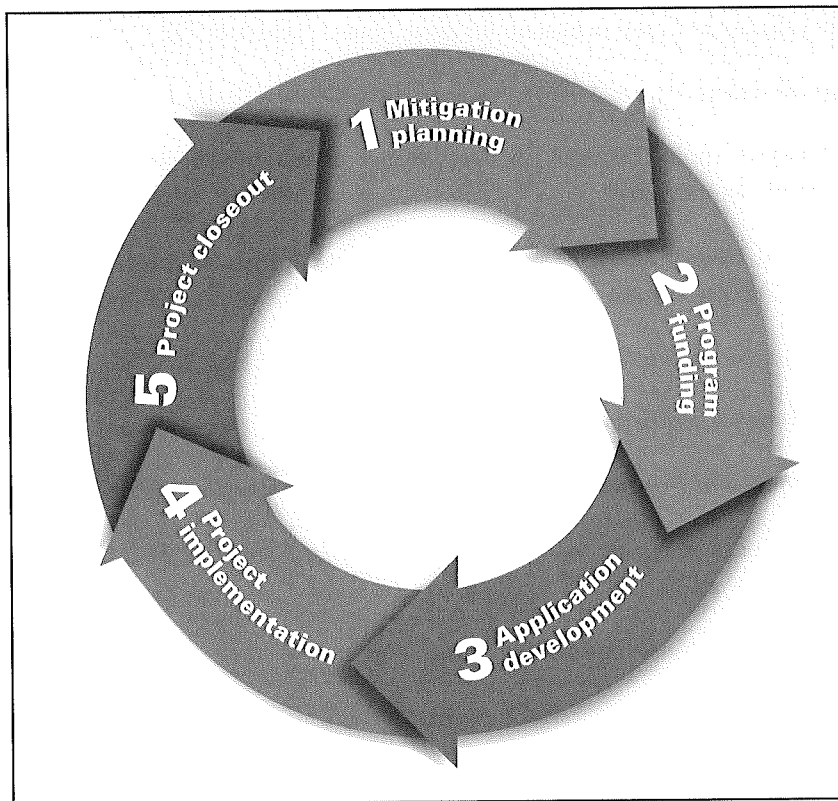 1 Mitigation
planning
2 Program
funding
3 Application
development
4 Project
implementation
5 Project closeout